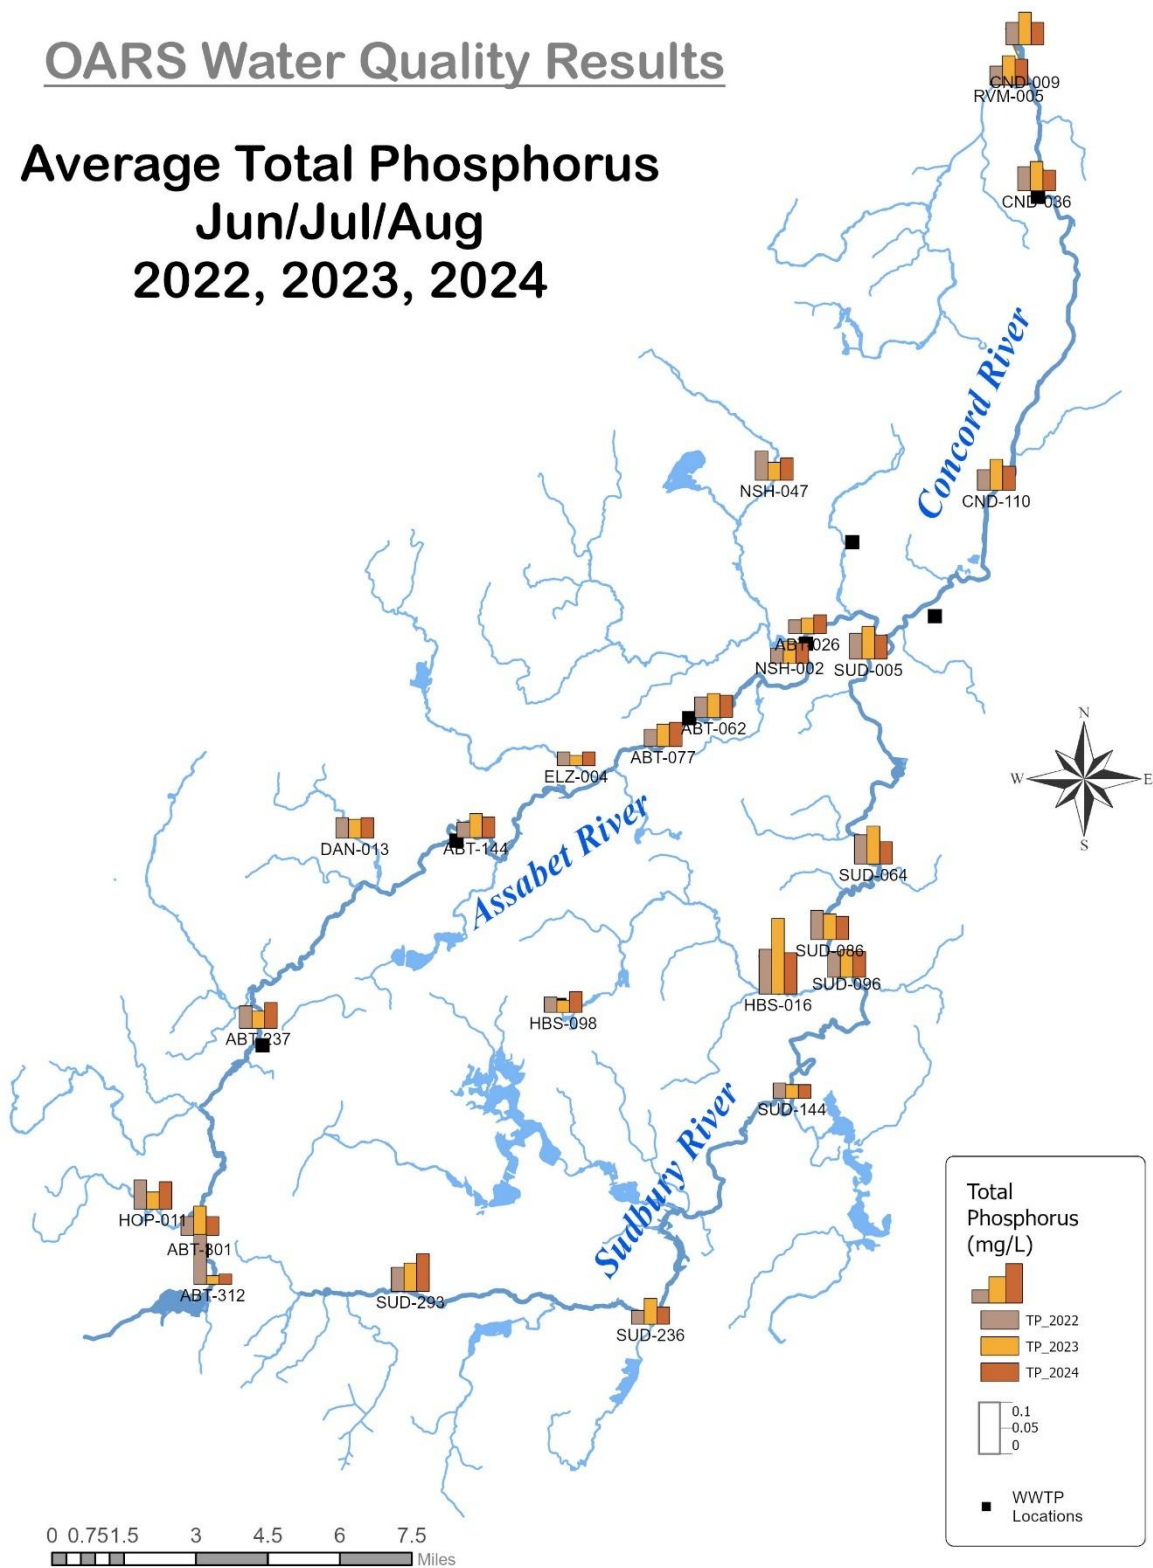 OARS Water Quality Results
Average Total Phosphorus
Jun/Jul/Aug
2022, 2023, 2024
CND-009
RVM-005
CND-036
Concord River
NSH-047
CND-110
ABT-026
NSH-002
SUD-005
ABT-062
ABT-077
ELZ-004
N
W
E
S
DAN-013
ABT-144
Assabet River
SUD-064
SUD-086
SUD-096
HBS-016
HBS-098
ABT-237
SUD-144
Sudbury River
HOP-011
ABT-301
ABT-312
SUD-293
SUD-236
Total
Phosphorus
(mg/L)
TP_2022
TP_2023
TP_2024
0.1
0.05
0
WWTP
Locations
0 0.751.5 3 4.5 6 7.5
Miles